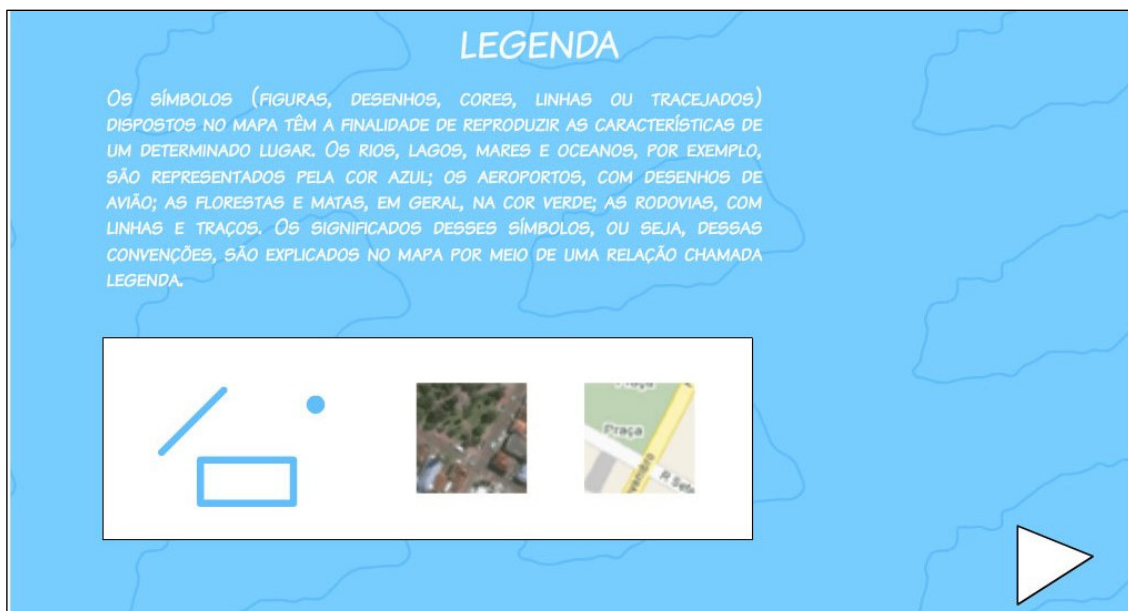 LEGENDA
OS SÍMBOLOS (FIGURAS, DESENHOS, CORES, LINHAS OU TRACEJADOS)
DISPOSTOS NO MAPA TÊM A FINALIDADE DE REPRODUZIR AS CARACTERÍSTICAS DE
UM DETERMINADO LUGAR. OS RIOS, LAGOS, MARES E OCEANOS, POR EXEMPLO,
SÃO REPRESENTADOS PELA COR AZUL; OS AEROPORTOS, COM DESENHOS DE
AVIÃO; AS FLORESTAS E MATAS, EM GERAL, NA COR VERDE; AS RODOVIAS, COM
LINHAS E TRAÇOS. OS SIGNIFICADOS DESSES SÍMBOLOS, OU SEJA, DESSAS
CONVENÇÕES, SÃO EXPLICADOS NO MAPA POR MEIO DE UMA RELAÇÃO CHAMADA
LEGENDA.
Praça
Praça
vandro
R Sete